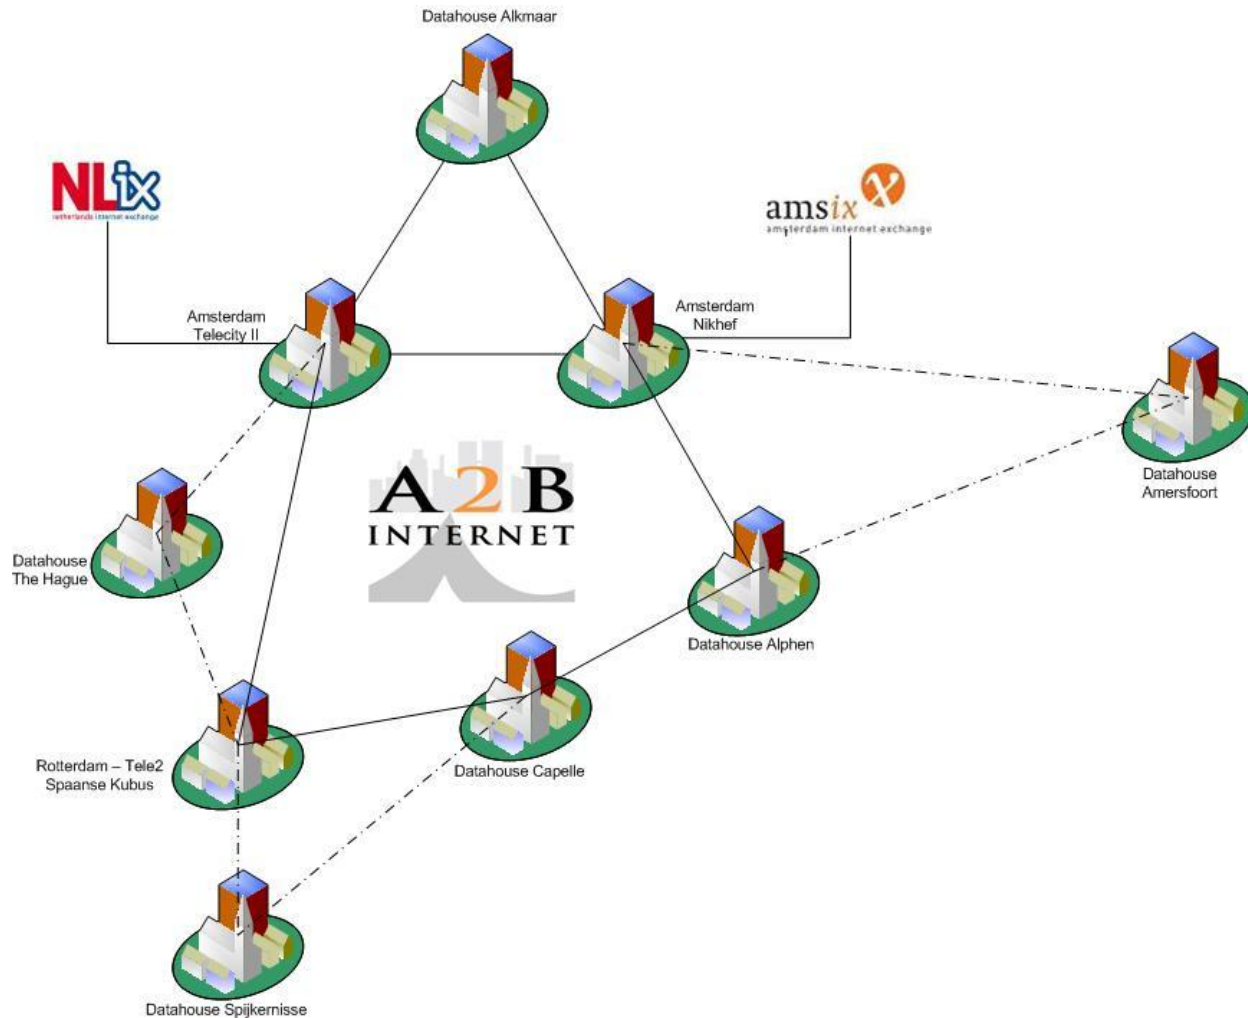 Datahouse Alkmaar
NLix
netherlands internet exchange
amsix
amsterdam internet exchange
Amsterdam
Telecity II
Amsterdam
Nikhef
Datahouse
Amersfoort
A2B
INTERNET
Datahouse
The Hague
Datahouse Alphen
Rotterdam – Tele2
Spaanse Kubus
Datahouse Capelle
Datahouse Spijkernisse